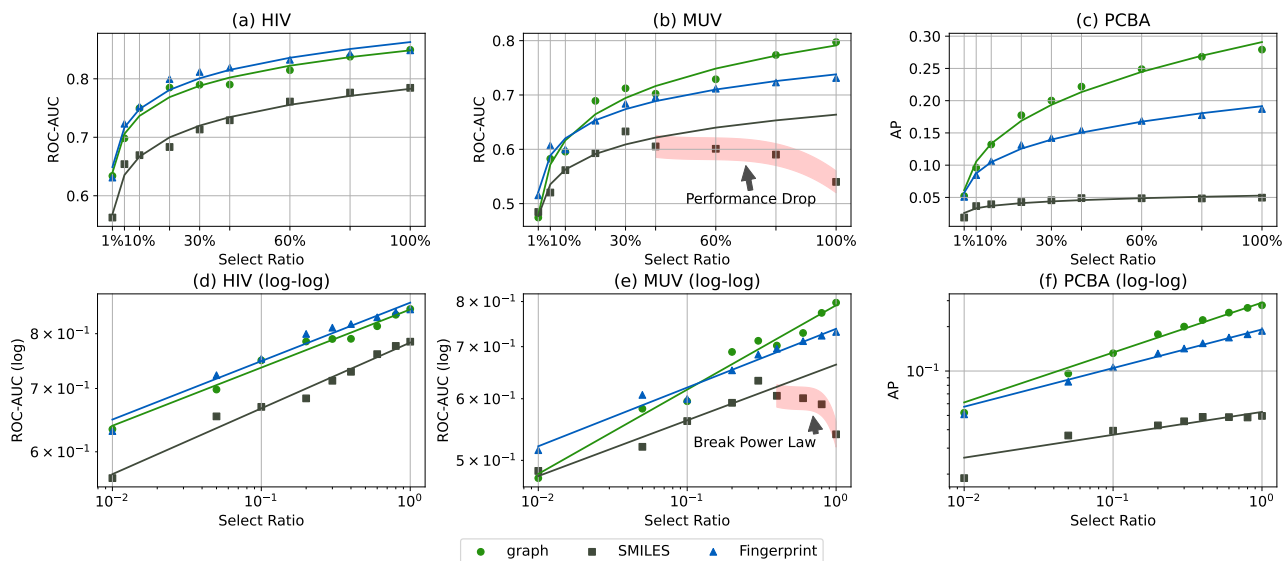 (a) HIV
ROC-AUC
0.8
0.7
0.6
1% 10% 30% 60% 100%
Select Ratio
(b) MUV
ROC-AUC
0.8
0.7
0.6
0.5
Performance Drop
1% 10% 30% 60% 100%
Select Ratio
(c) PCBA
AP
0.30
0.25
0.20
0.15
0.10
0.05
1% 10% 30% 60% 100%
Select Ratio
(d) HIV (log-log)
ROC-AUC (log)
8 × 10⁻¹
7 × 10⁻¹
6 × 10⁻¹
10⁻² 10⁻¹ 10⁰
Select Ratio
(e) MUV (log-log)
ROC-AUC (log)
8 × 10⁻¹
7 × 10⁻¹
6 × 10⁻¹
5 × 10⁻¹
Break Power Law
10⁻² 10⁻¹ 10⁰
Select Ratio
(f) PCBA (log-log)
AP
10⁻¹
10⁻² 10⁻¹ 10⁰
Select Ratio
graph SMILES Fingerprint